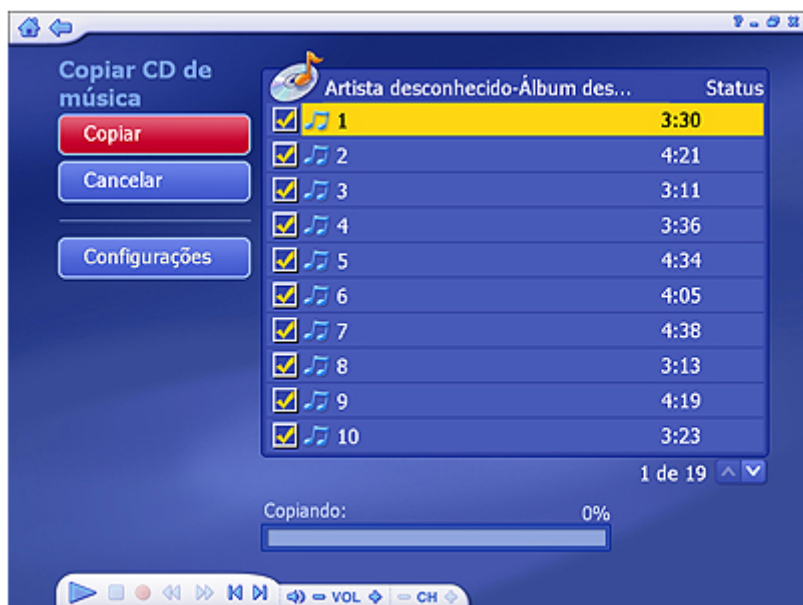 Copiar CD de
música
Copiar
Cancelar
Configurações
Artista desconhecido-Álbum des... Status
1 3:30
2 4:21
3 3:11
4 3:36
5 4:34
6 4:05
7 4:38
8 3:13
9 4:19
10 3:23
1 de 19
Copiando: 0%
VOL CH